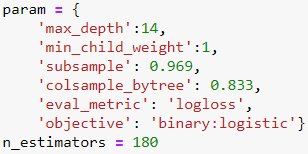 param = {
    'max_depth':14,
    'min_child_weight':1,
    'subsample': 0.969,
    'colsample_bytree': 0.833,
    'eval_metric': 'logloss',
    'objective': 'binary:logistic'}
n_estimators = 180